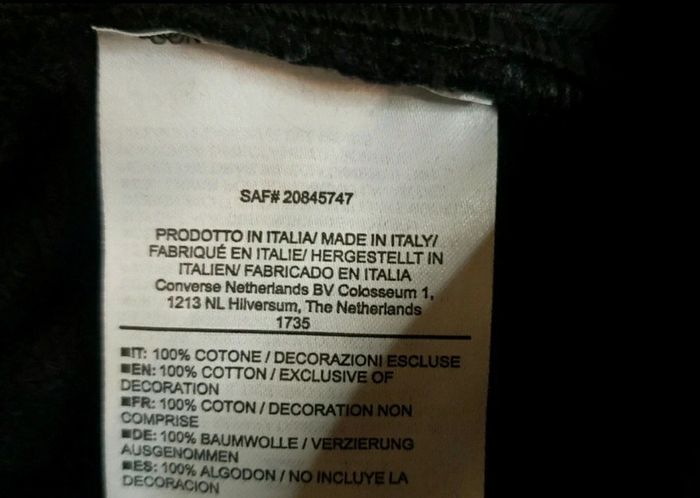 SAF# 20845747
PRODOTTO IN ITALIA/ MADE IN ITALY/
FABRIQUÉ EN ITALIE/ HERGESTELLT IN
ITALIEN/ FABRICADO EN ITALIA
Converse Netherlands BV Colosseum 1,
1213 NL Hilversum, The Netherlands
1735
■IT: 100% COTONE / DECORAZIONI ESCLUSE
■EN: 100% COTTON / EXCLUSIVE OF
DECORATION
■FR: 100% COTON / DECORATION NON
COMPRISE
■DE: 100% BAUMWOLLE / VERZIERUNG
AUSGENOMMEN
■ES: 100% ALGODON / NO INCLUYE LA
DECORACION